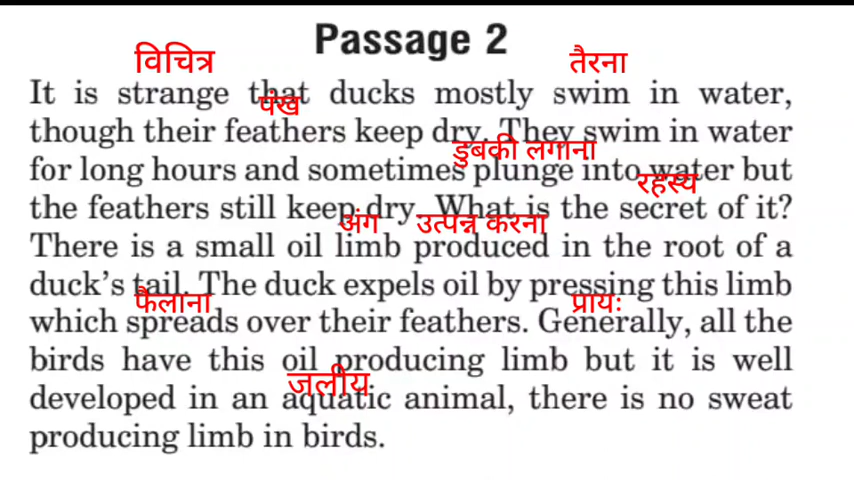 Passage 2
विचित्र तैरना
It is strange that ducks mostly swim in water,
पंख
though their feathers keep dry. They swim in water
डुबकी लगाना
for long hours and sometimes plunge into water but
रहस्य
the feathers still keep dry. What is the secret of it?
अंग उत्पन्न करना
There is a small oil limb produced in the root of a
duck's tail. The duck expels oil by pressing this limb
फैलाना प्रायः
which spreads over their feathers. Generally, all the
birds have this oil producing limb but it is well
जलीय
developed in an aquatic animal, there is no sweat
producing limb in birds.